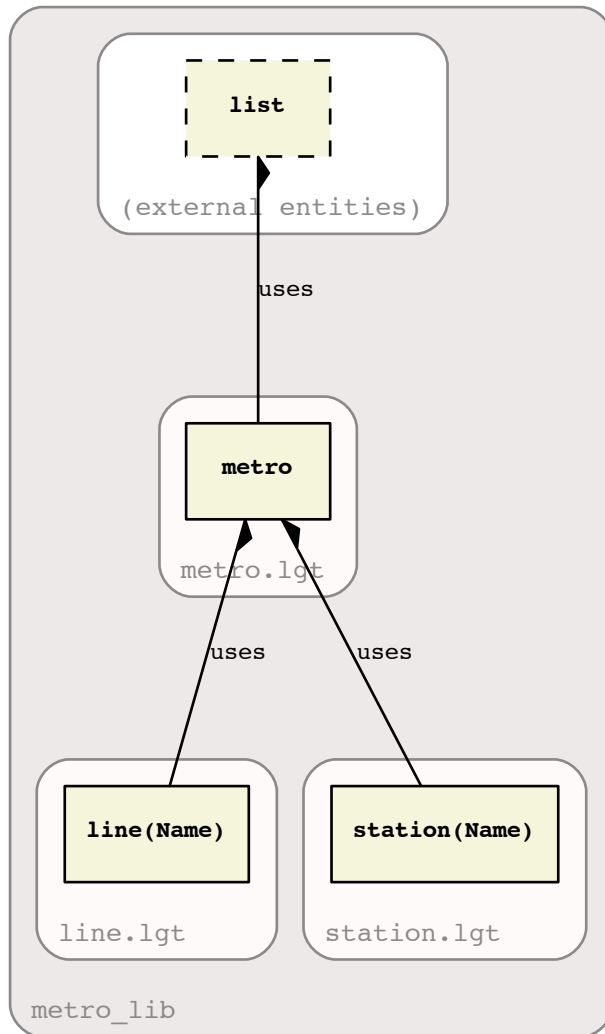 list
(external entities)
uses
metro
metro.lgt
uses uses
line(Name) station(Name)
line.lgt station.lgt
metro_lib